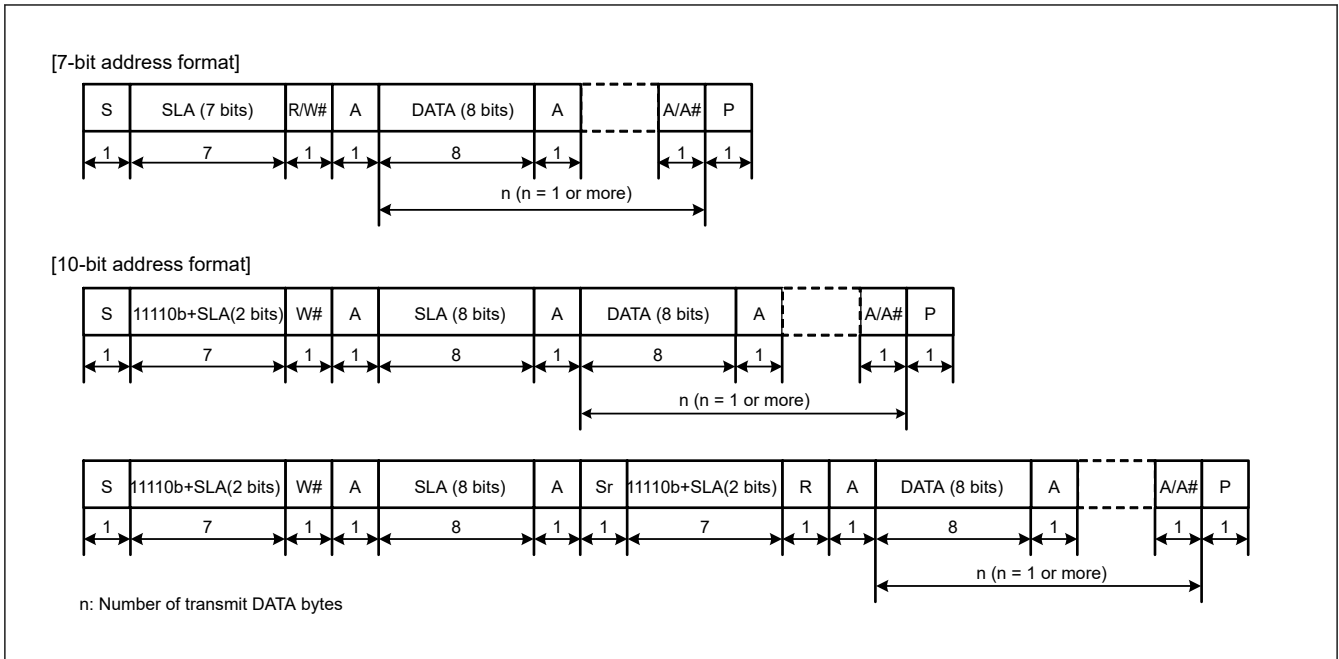 [7-bit address format]
S SLA (7 bits) R/W# A DATA (8 bits) A A/A# P
1 7 1 1 8 1 1 1
n (n = 1 or more)
[10-bit address format]
S 11110b+SLA(2 bits) W# A SLA (8 bits) A DATA (8 bits) A A/A# P
1 7 1 1 8 1 8 1 1 1
n (n = 1 or more)
S 11110b+SLA(2 bits) W# A SLA (8 bits) A Sr 11110b+SLA(2 bits) R A DATA (8 bits) A A/A# P
1 7 1 1 8 1 1 7 1 1 8 1 1 1
n (n = 1 or more)
n: Number of transmit DATA bytes